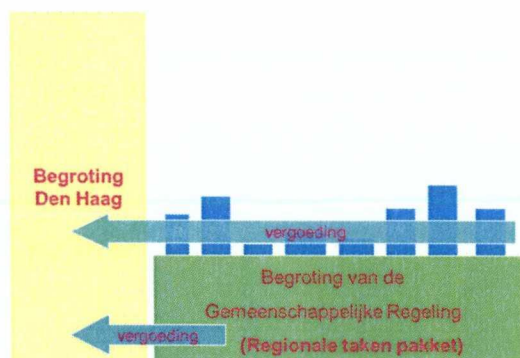 Begroting
Den Haag
vergoeding
Begroting van de
Gemeenschappelijke Regeling
vergoeding
(Regionale taken pakket)